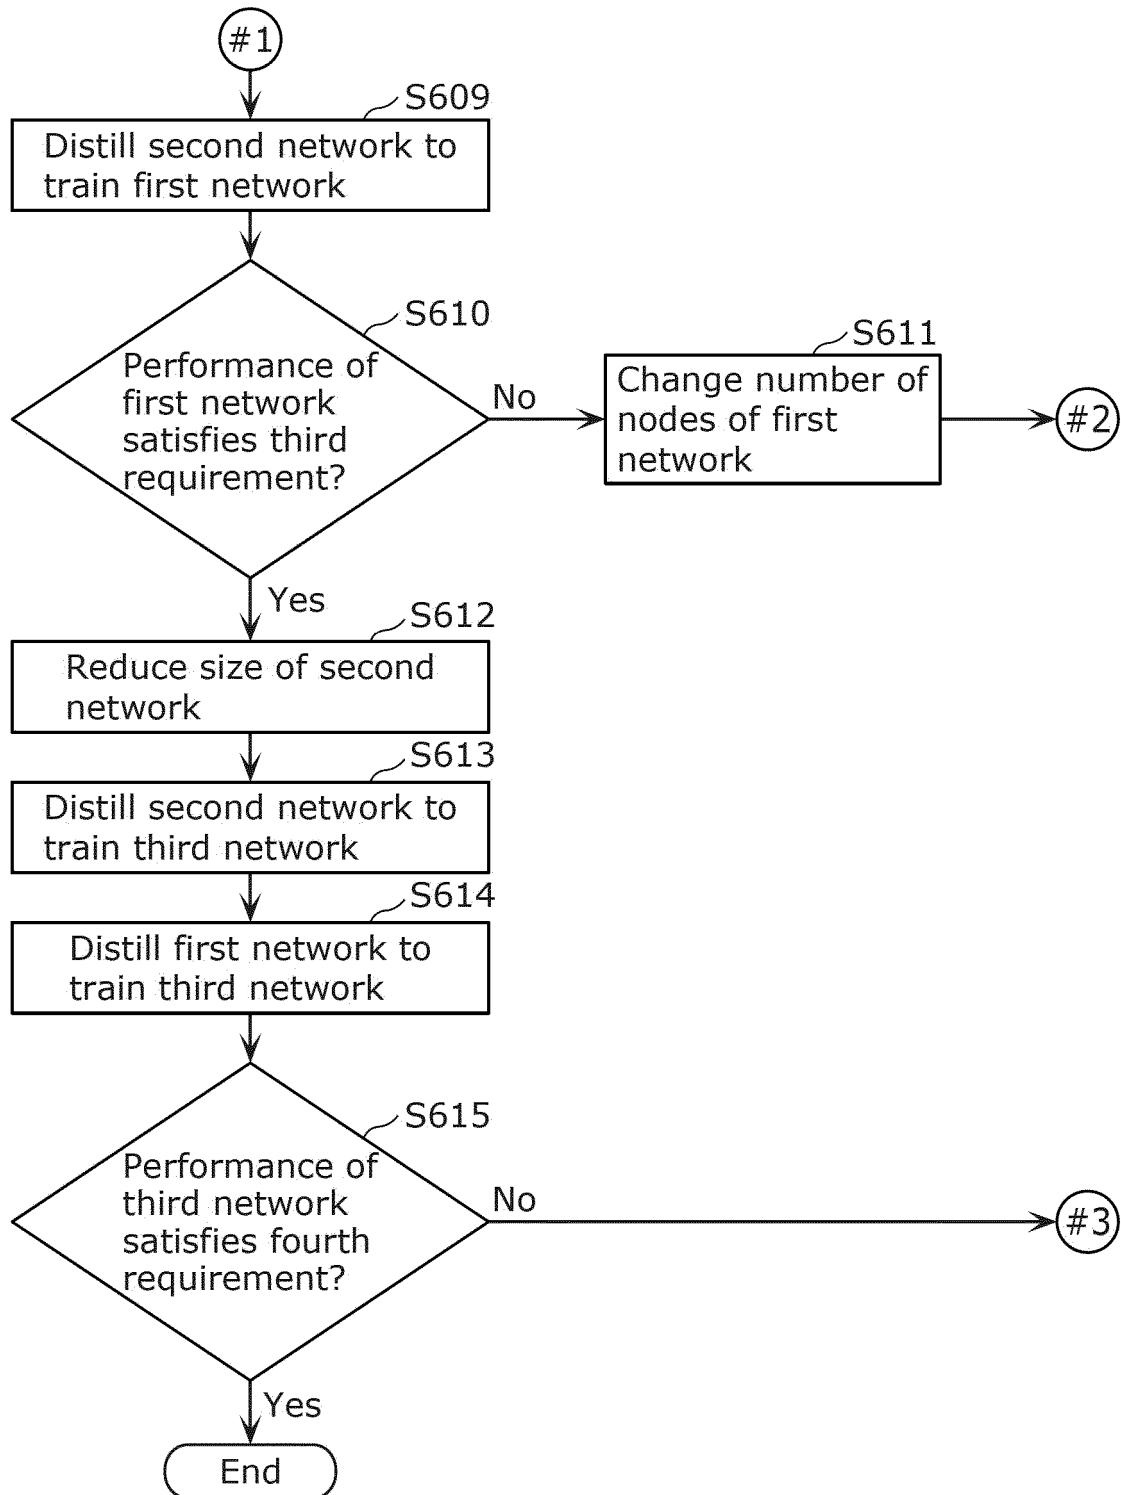 #1
S609
Distill second network to
train first network
S610
Performance of
first network
satisfies third
requirement?
No
S611
Change number of
nodes of first
network
#2
Yes
S612
Reduce size of second
network
S613
Distill second network to
train third network
S614
Distill first network to
train third network
S615
Performance of
third network
satisfies fourth
requirement?
No
#3
Yes
End